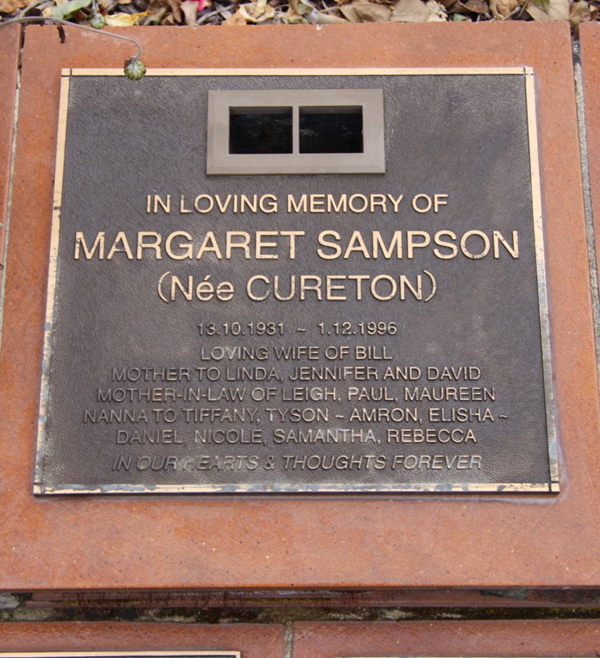 IN LOVING MEMORY OF
MARGARET SAMPSON
(Née CURETON)
13.10.1931 ~ 1.12.1996
LOVING WIFE OF BILL
MOTHER TO LINDA, JENNIFER AND DAVID
MOTHER-IN-LAW OF LEIGH, PAUL, MAUREEN
NANNA TO TIFFANY, TYSON ~ AMRON, ELISHA ~
DANIEL, NICOLE, SAMANTHA, REBECCA
IN OUR HEARTS & THOUGHTS FOREVER